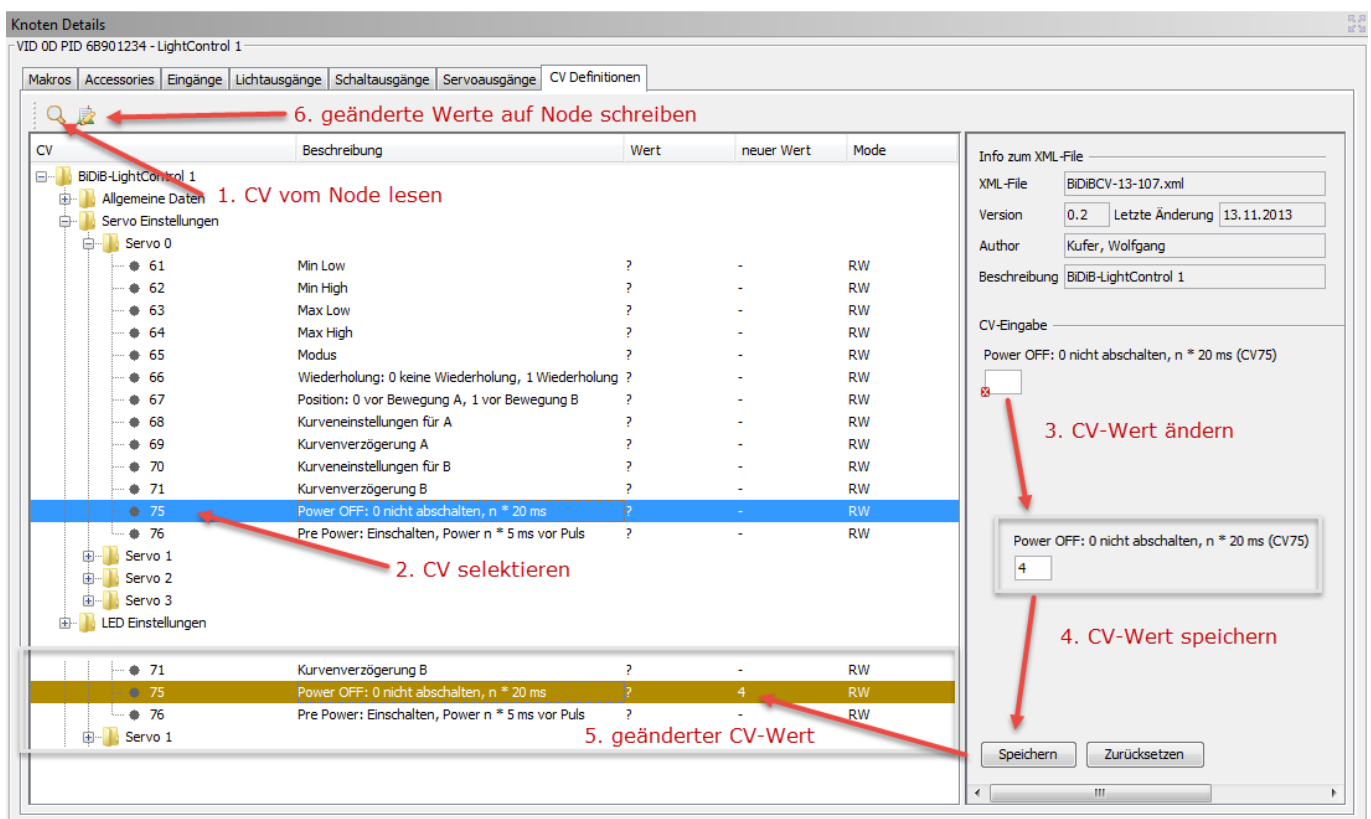 Knoten Details
VID 0D PID 6B901234 - LightControl 1
Makros Accessories Eingänge Lichtausgänge Schaltausgänge Servoausgänge CV Definitionen
6. geänderte Werte auf Node schreiben
CV Beschreibung Wert neuer Wert Mode
BiDiB-LightControl 1
Allgemeine Daten
1. CV vom Node lesen
Servo Einstellungen
Servo 0
61 Min Low ? - RW
62 Min High ? - RW
63 Max Low ? - RW
64 Max High ? - RW
65 Modus ? - RW
66 Wiederholung: 0 keine Wiederholung, 1 Wiederholung ? - RW
67 Position: 0 vor Bewegung A, 1 vor Bewegung B ? - RW
68 Kurveneinstellungen für A ? - RW
69 Kurvenverzögerung A ? - RW
70 Kurveneinstellungen für B ? - RW
71 Kurvenverzögerung B ? - RW
75 Power OFF: 0 nicht abschalten, n * 20 ms ? - RW
76 Pre Power: Einschalten, Power n * 5 ms vor Puls ? - RW
Servo 1
2. CV selektieren
Servo 2
Servo 3
LED Einstellungen
71 Kurvenverzögerung B ? - RW
75 Power OFF: 0 nicht abschalten, n * 20 ms ? 4 RW
76 Pre Power: Einschalten, Power n * 5 ms vor Puls ? - RW
Servo 1
5. geänderter CV-Wert
Info zum XML-File
XML-File BiDiBCV-13-107.xml
Version 0.2 Letzte Änderung 13.11.2013
Author Kufer, Wolfgang
Beschreibung BiDiB-LightControl 1
CV-Eingabe
Power OFF: 0 nicht abschalten, n * 20 ms (CV75)
3. CV-Wert ändern
Power OFF: 0 nicht abschalten, n * 20 ms (CV75)
4
4. CV-Wert speichern
Speichern Zurücksetzen